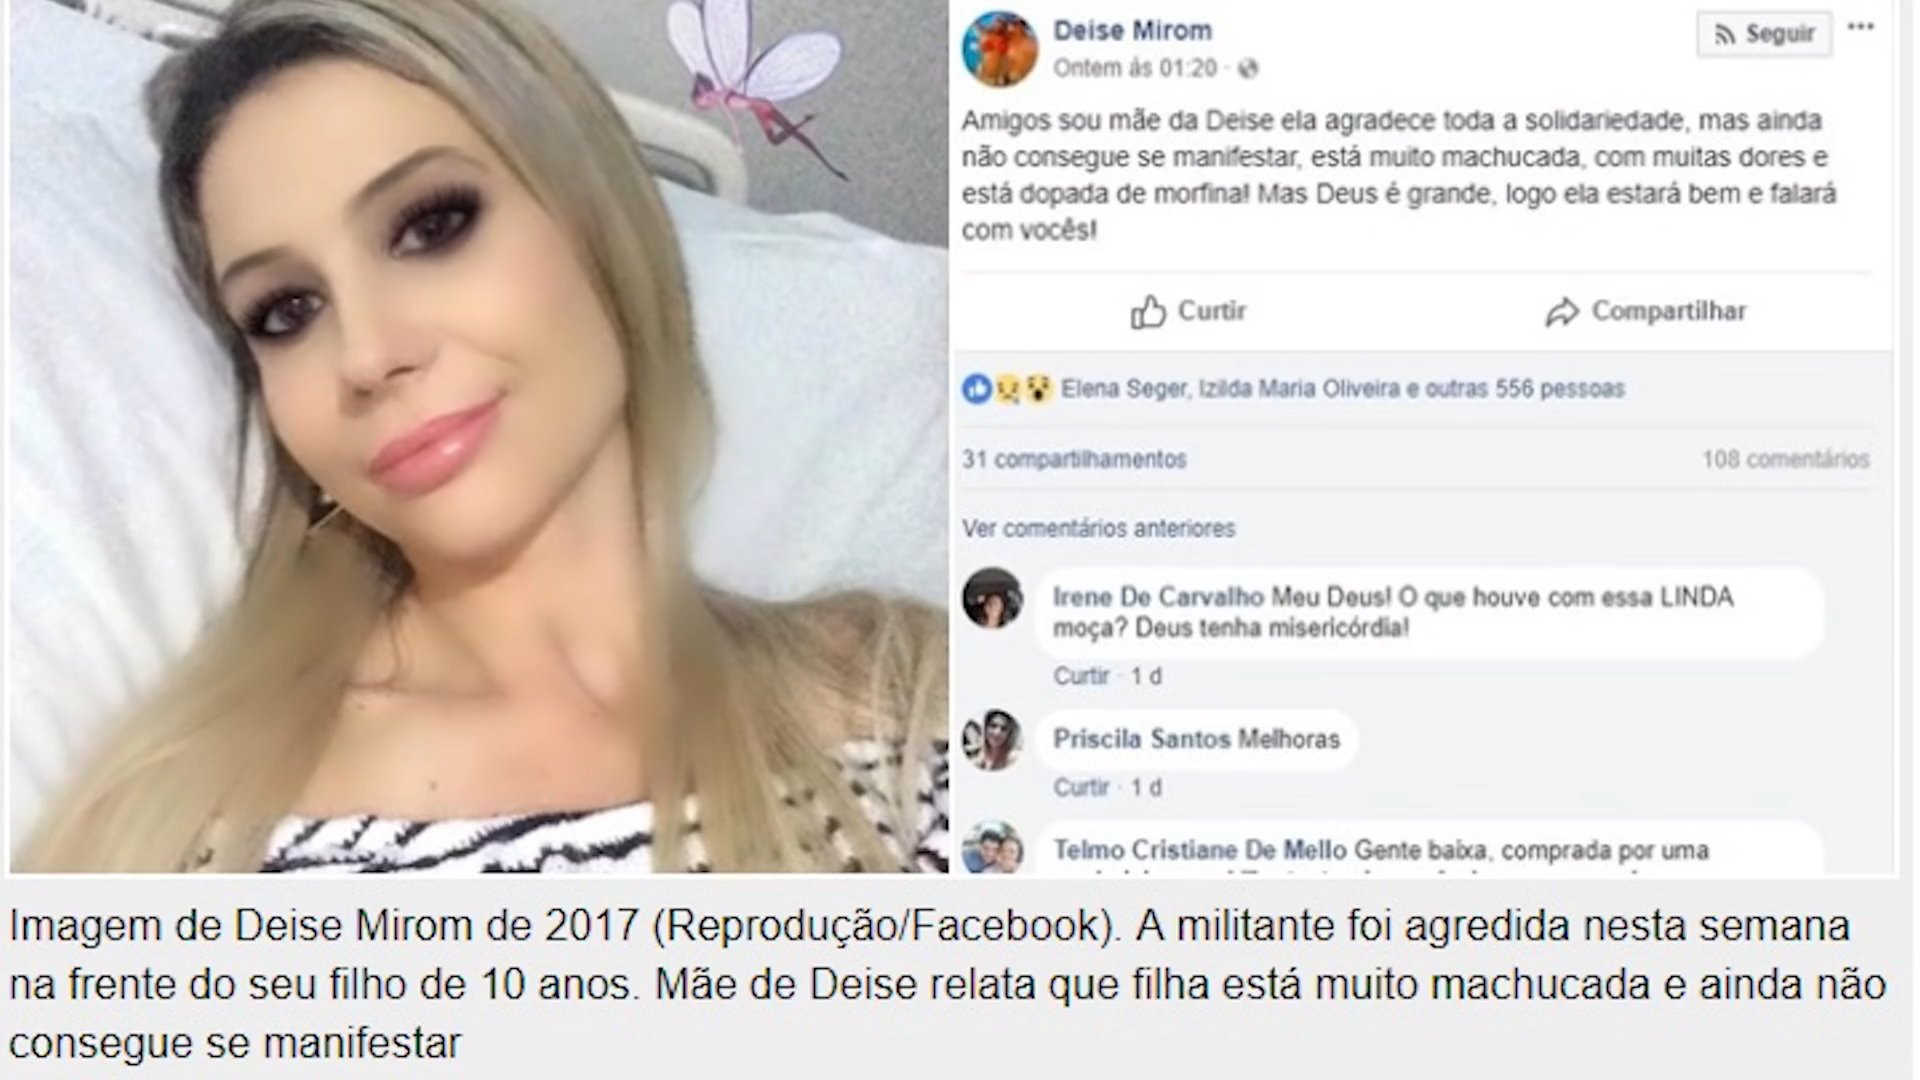 Deise Mirom
Seguir
Ontem às 01:20
Amigos sou mãe da Deise ela agradece toda a solidariedade, mas ainda
não consegue se manifestar, está muito machucada, com muitas dores e
está dopada de morfina! Mas Deus é grande, logo ela estará bem e falará
com vocês!
Curtir
Compartilhar
Elena Seger, Izilda Maria Oliveira e outras 556 pessoas
31 compartilhamentos
108 comentários
Ver comentários anteriores
Irene De Carvalho Meu Deus! O que houve com essa LINDA
moça? Deus tenha misericórdia!
Curtir · 1 d
Priscila Santos Melhoras
Curtir · 1 d
Telmo Cristiane De Mello Gente baixa, comprada por uma
Imagem de Deise Mirom de 2017 (Reprodução/Facebook). A militante foi agredida nesta semana
na frente do seu filho de 10 anos. Mãe de Deise relata que filha está muito machucada e ainda não
consegue se manifestar